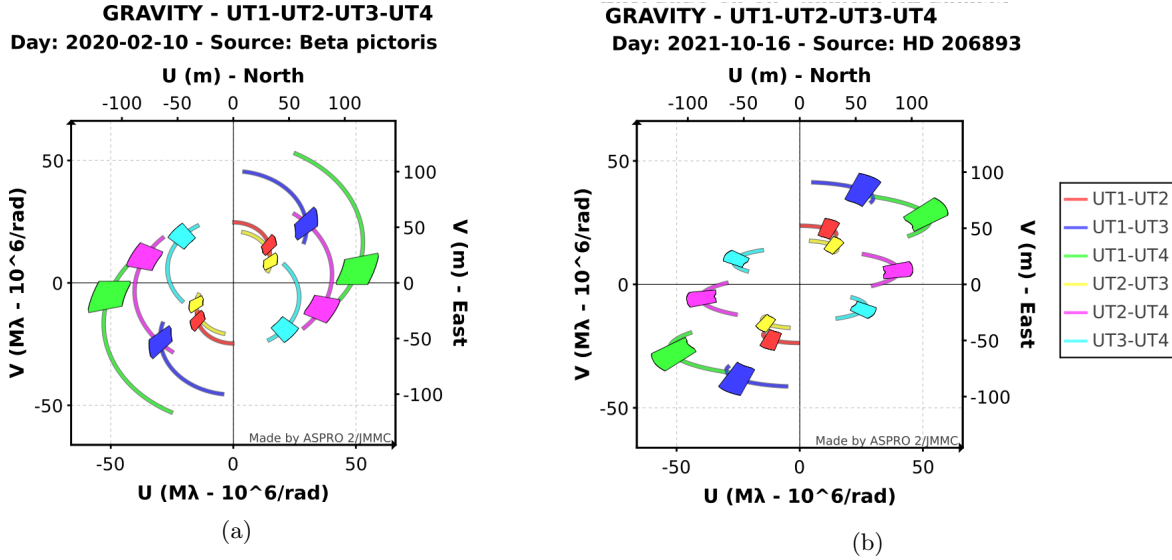 GRAVITY - UT1-UT2-UT3-UT4
Day: 2020-02-10 - Source: Beta pictoris
U (m) - North
-100 -50 0 50 100
V (Mλ - 10^6/rad)
50
0
-50
100
50
0
-50
-100
V (m) - East
Made by ASPRO 2/JMMC
-50 0 50
U (Mλ - 10^6/rad)
(a)
GRAVITY - UT1-UT2-UT3-UT4
Day: 2021-10-16 - Source: HD 206893
U (m) - North
-100 -50 0 50 100
V (Mλ - 10^6/rad)
50
0
-50
100
50
0
-50
-100
V (m) - East
Made by ASPRO 2/JMMC
-50 0 50
U (Mλ - 10^6/rad)
(b)
UT1-UT2
UT1-UT3
UT1-UT4
UT2-UT3
UT2-UT4
UT3-UT4